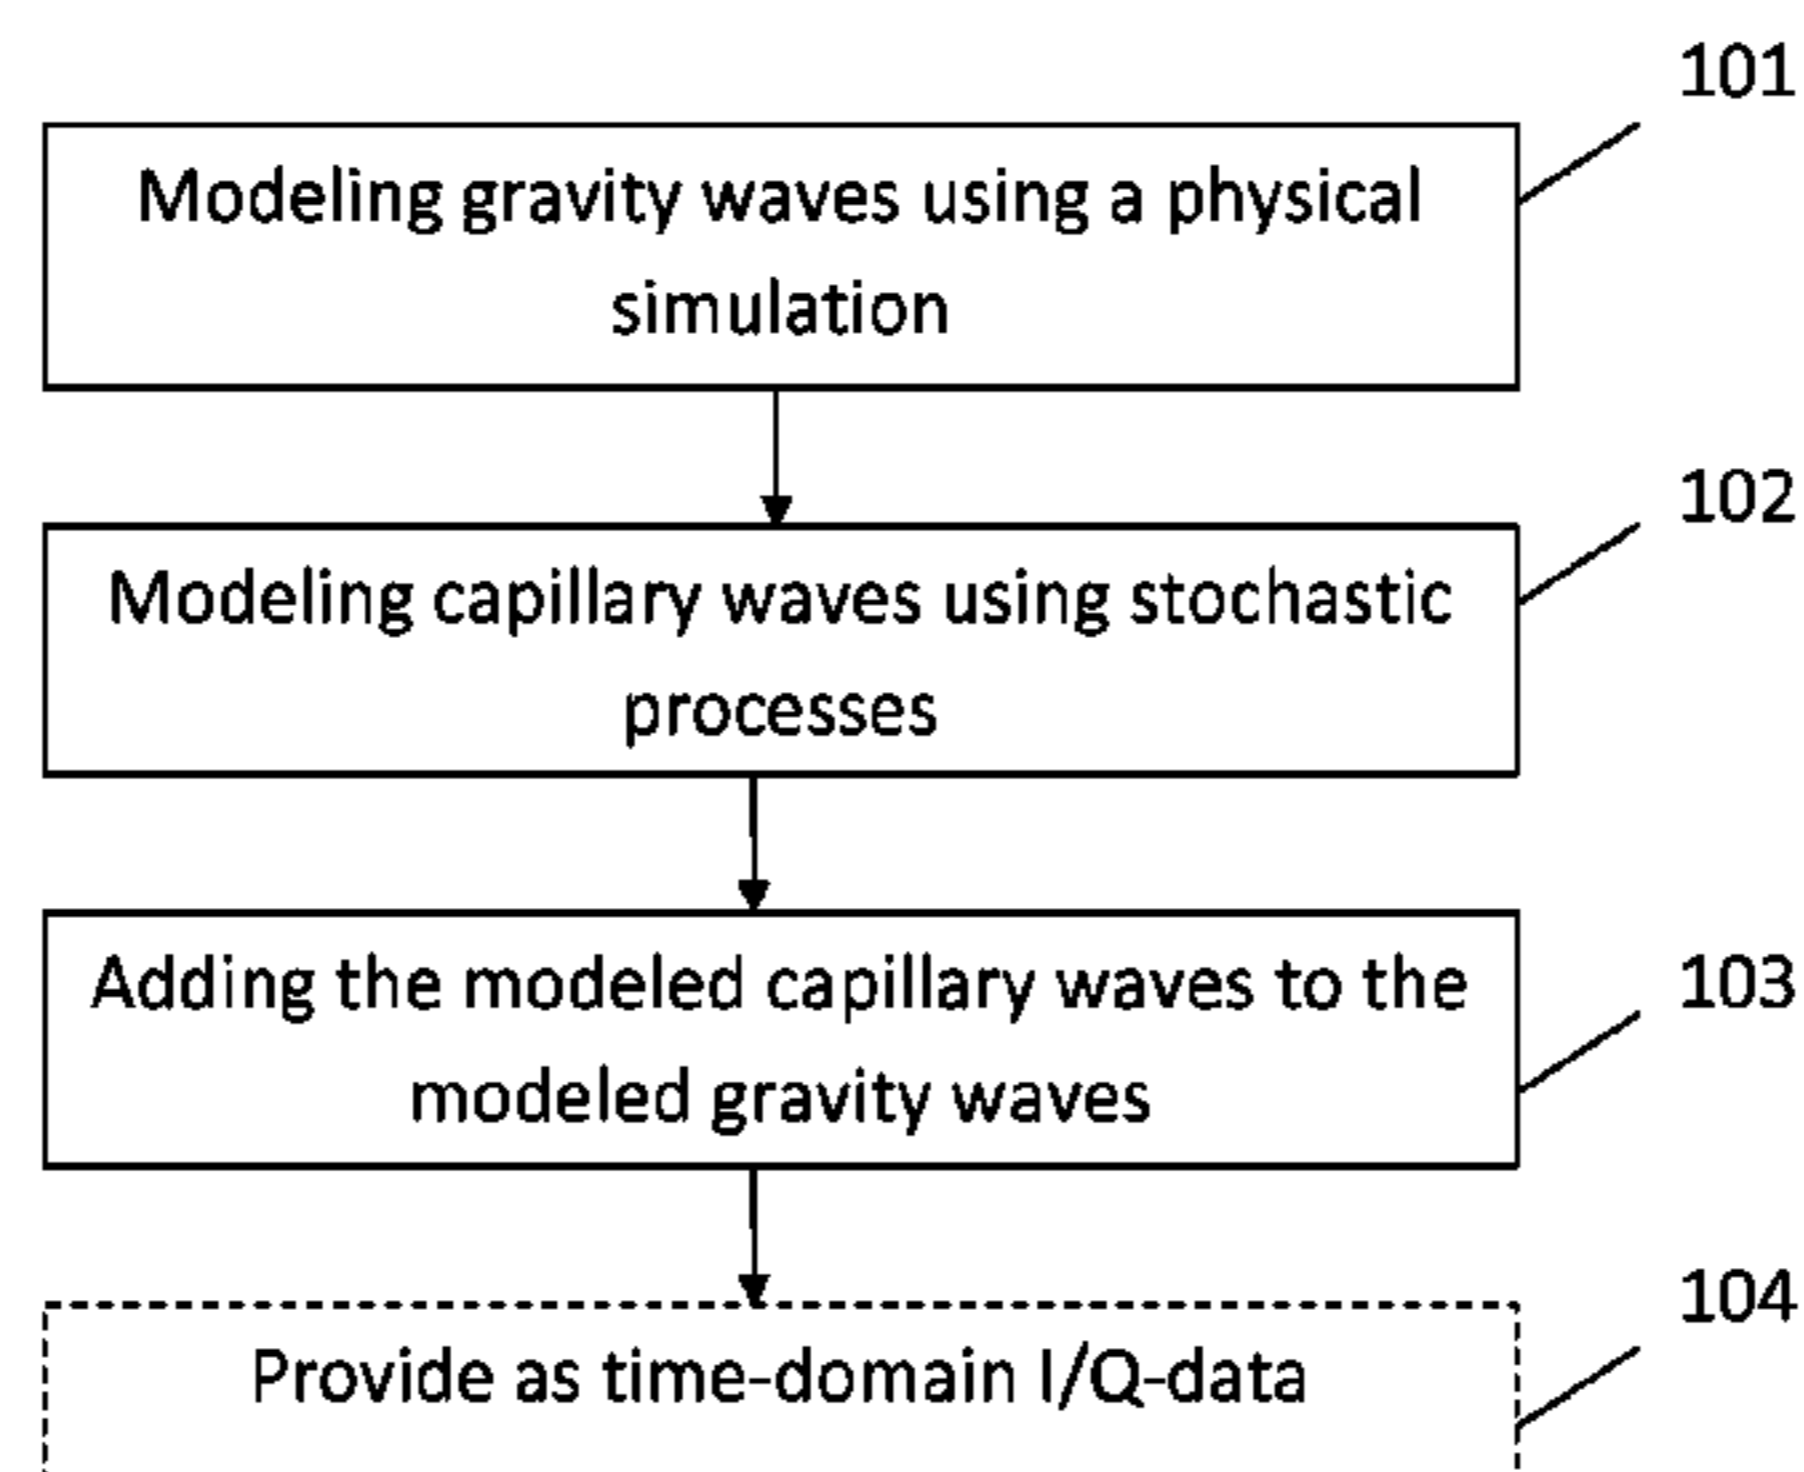 101
Modeling gravity waves using a physical
simulation
102
Modeling capillary waves using stochastic
processes
103
Adding the modeled capillary waves to the
modeled gravity waves
104
Provide as time-domain I/Q-data